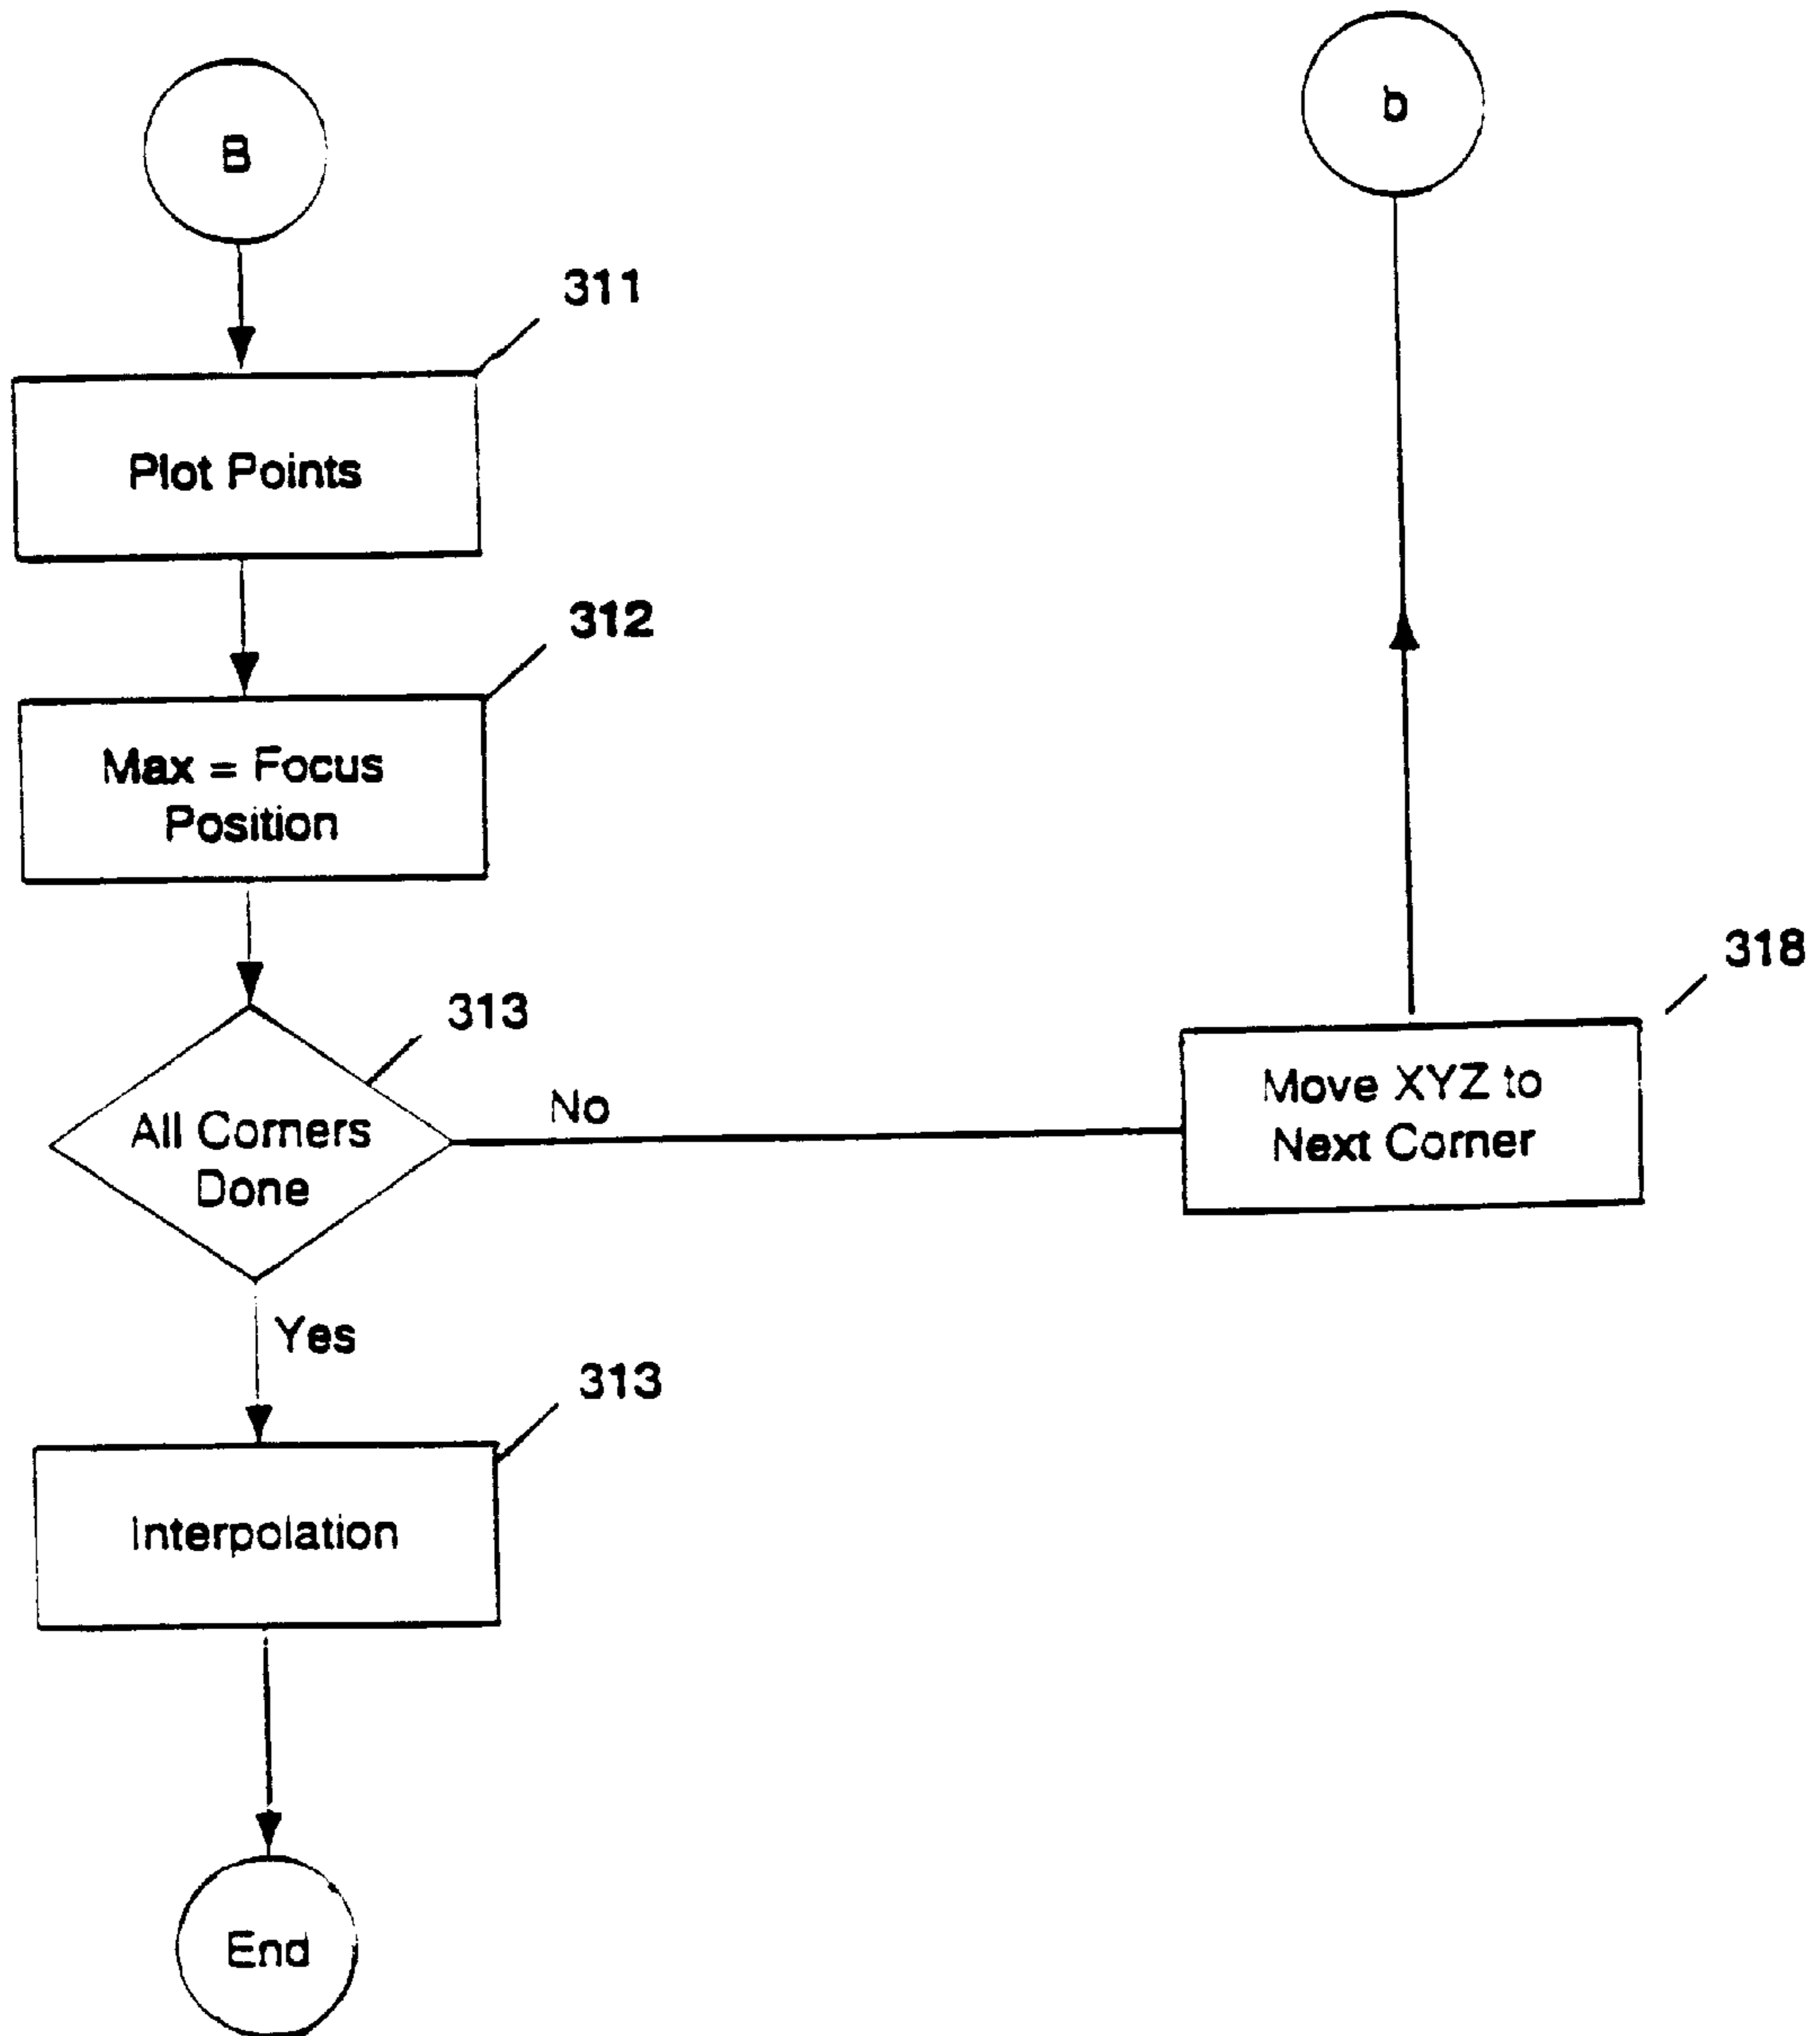 B
b
311
Plot Points
312
Max = Focus
Position
318
313
All Corners
Done
No
Move XYZ to
Next Corner
Yes
313
Interpolation
End